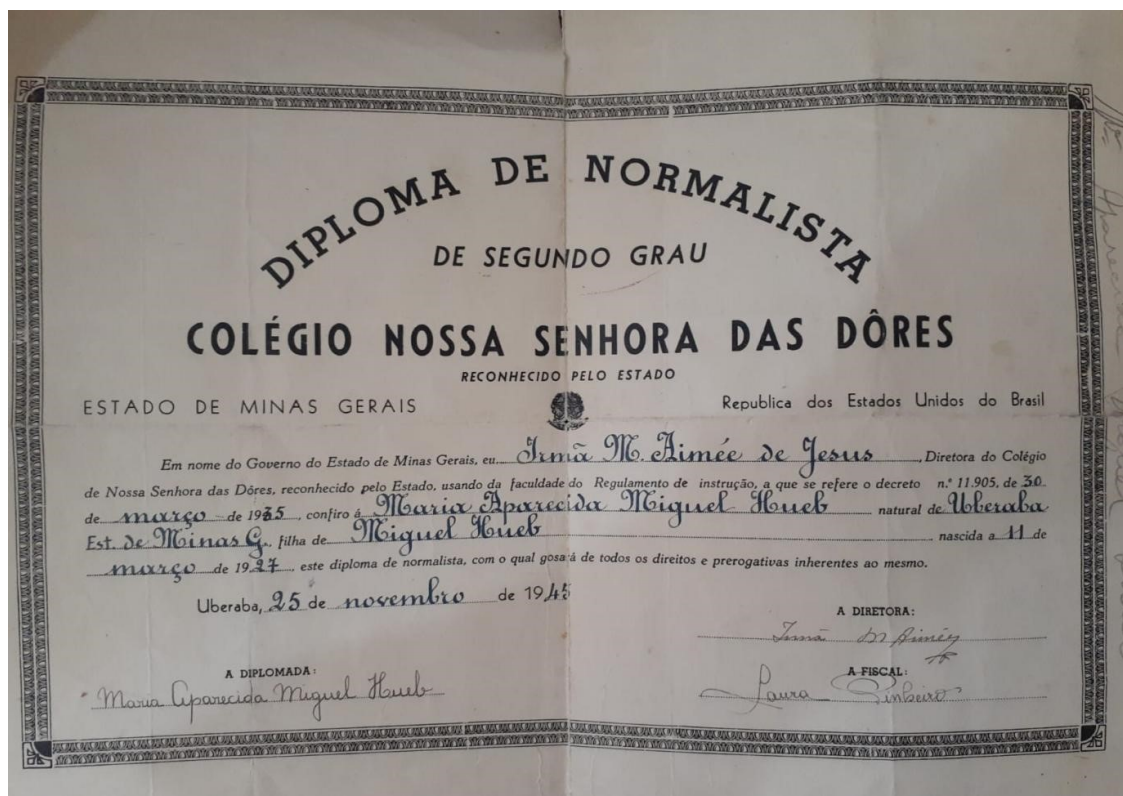 DIPLOMA DE NORMALISTA
DE SEGUNDO GRAU
COLÉGIO NOSSA SENHORA DAS DÔRES
RECONHECIDO PELO ESTADO
ESTADO DE MINAS GERAIS Republica dos Estados Unidos do Brasil
Em nome do Governo do Estado de Minas Gerais, eu Irmã M. Aimée de Jesus, Diretora do Colégio
de Nossa Senhora das Dôres, reconhecido pelo Estado, usando da faculdade do Regulamento de instrução, a que se refere o decreto n.º 11.905, de 30
de março de 1935, confiro á Maria Aparecida Miguel Hueb natural de Uberaba
Est. de Minas G., filha de Miguel Hueb nascida a 11 de
março de 1927 este diploma de normalista, com o qual gosará de todos os direitos e prerogativas inherentes ao mesmo.
Uberaba, 25 de novembro de 1945
A DIRETORA:
Irmã M Aimée
A DIPLOMADA:
Maria Aparecida Miguel Hueb
A FISCAL:
Laura Pinheiro